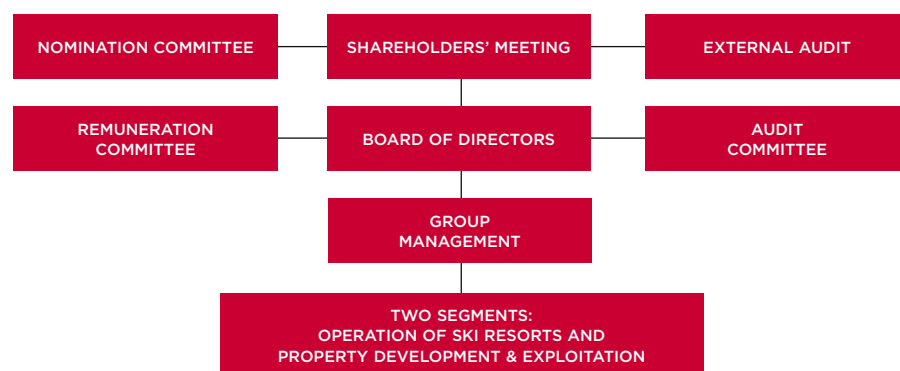 NOMINATION COMMITTEE
SHAREHOLDERS' MEETING
EXTERNAL AUDIT
REMUNERATION
COMMITTEE
BOARD OF DIRECTORS
AUDIT
COMMITTEE
GROUP
MANAGEMENT
TWO SEGMENTS:
OPERATION OF SKI RESORTS AND
PROPERTY DEVELOPMENT & EXPLOITATION